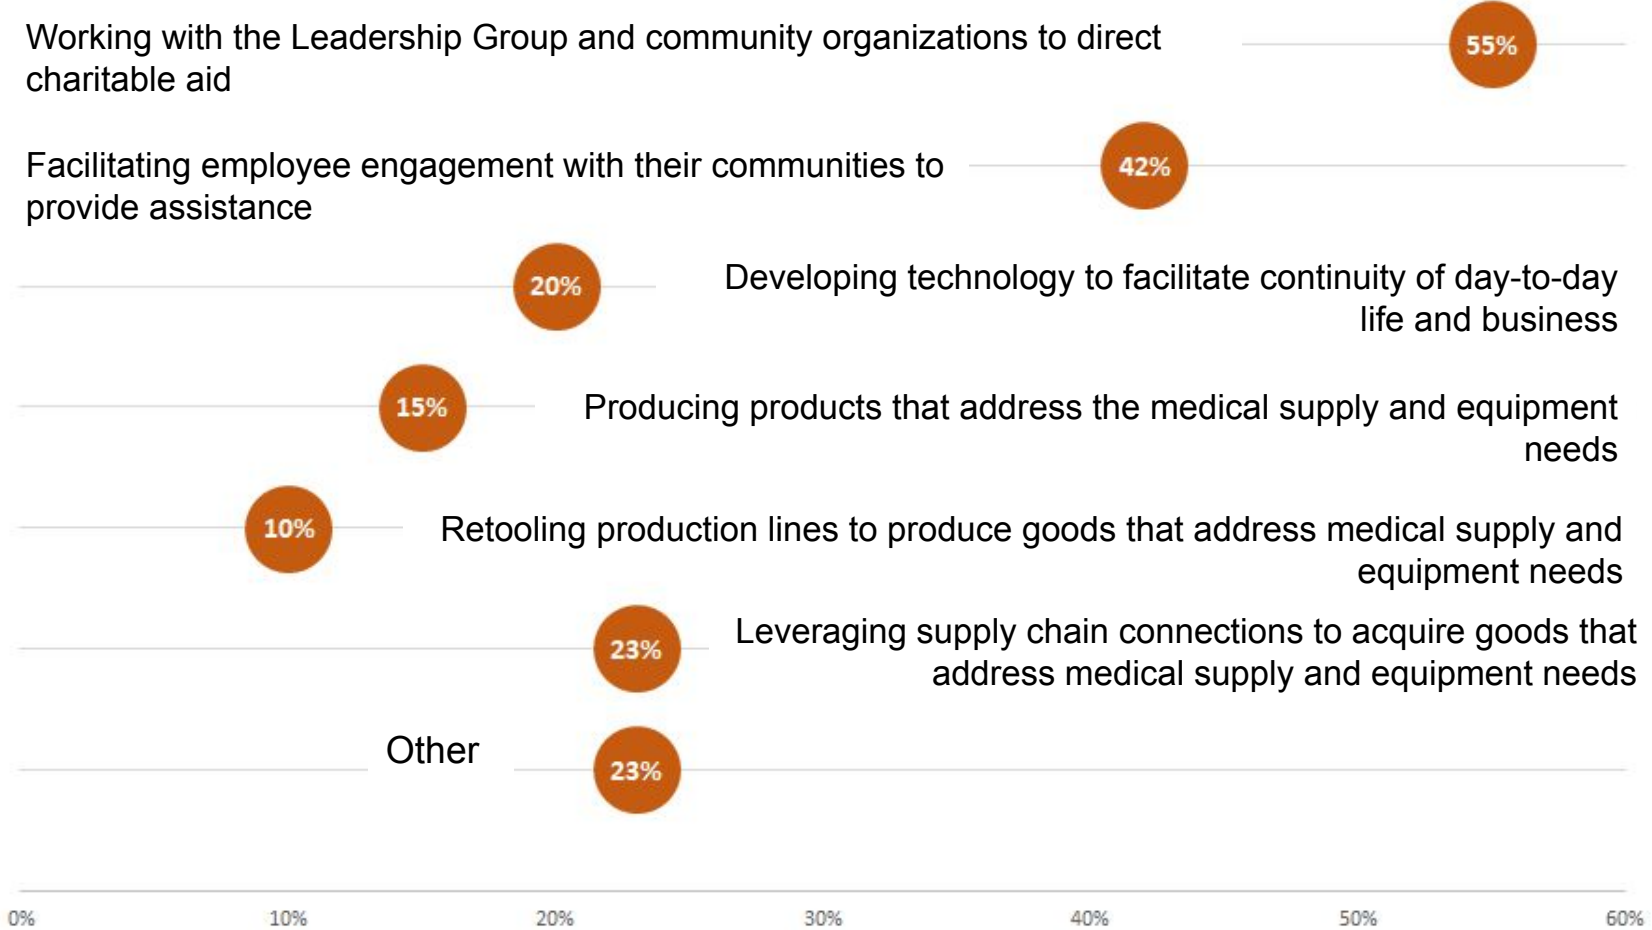 Working with the Leadership Group and community organizations to direct
charitable aid
55%
Facilitating employee engagement with their communities to
provide assistance
42%
20%
Developing technology to facilitate continuity of day-to-day
life and business
15%
Producing products that address the medical supply and equipment
needs
10%
Retooling production lines to produce goods that address medical supply and
equipment needs
23%
Leveraging supply chain connections to acquire goods that
address medical supply and equipment needs
Other
23%
0% 10% 20% 30% 40% 50% 60%